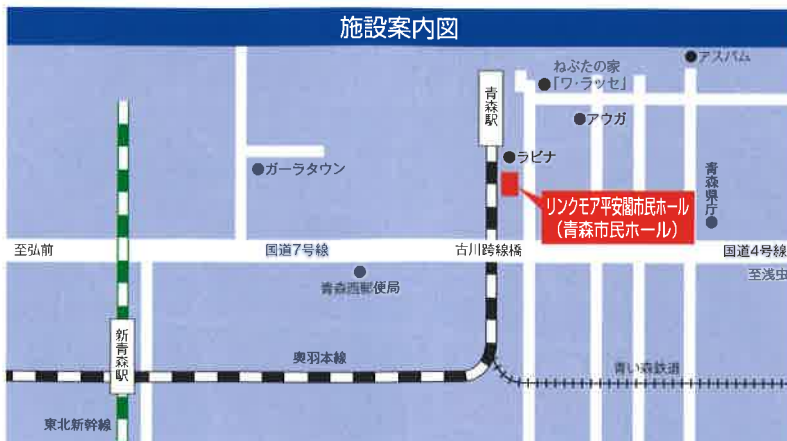 施設案内図
アスパム
ねぶたの家
「ワ・ラッセ」
青森駅
アウガ
ラビナ
ガーラタウン
青森県庁
リンクモア平安閣市民ホール
（青森市民ホール）
至弘前
国道7号線
古川跨線橋
国道4号線
至浅虫
青森西郵便局
新青森駅
奥羽本線
青い森鉄道
東北新幹線